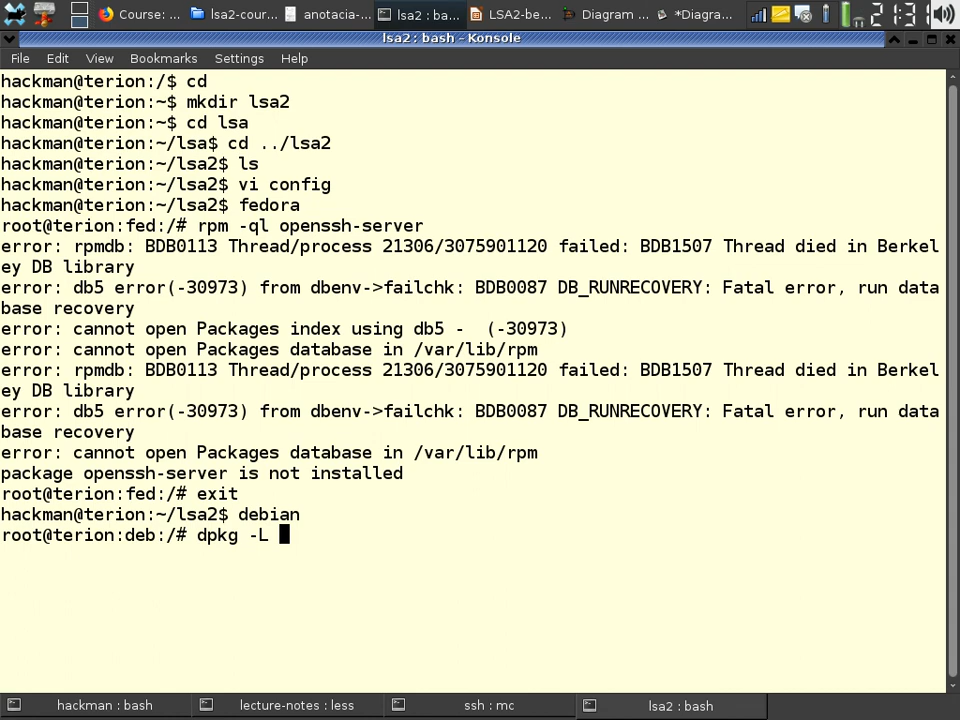 Course: ...
lsa2-cour...
anotacia-...
lsa2 : ba...
LSA2-be...
Diagram ...
*Diagra...
lsa2 : bash - Konsole
File Edit View Bookmarks Settings Help
hackman@terion:/$ cd
hackman@terion:~$ mkdir lsa2
hackman@terion:~$ cd lsa
hackman@terion:~/lsa$ cd ../lsa2
hackman@terion:~/lsa2$ ls
hackman@terion:~/lsa2$ vi config
hackman@terion:~/lsa2$ fedora
root@terion:fed:/# rpm -ql openssh-server
error: rpmdb: BDB0113 Thread/process 21306/3075901120 failed: BDB1507 Thread died in Berkel
ey DB library
error: db5 error(-30973) from dbenv->failchk: BDB0087 DB_RUNRECOVERY: Fatal error, run data
base recovery
error: cannot open Packages index using db5 -  (-30973)
error: cannot open Packages database in /var/lib/rpm
error: rpmdb: BDB0113 Thread/process 21306/3075901120 failed: BDB1507 Thread died in Berkel
ey DB library
error: db5 error(-30973) from dbenv->failchk: BDB0087 DB_RUNRECOVERY: Fatal error, run data
base recovery
error: cannot open Packages database in /var/lib/rpm
package openssh-server is not installed
root@terion:fed:/# exit
hackman@terion:~/lsa2$ debian
root@terion:deb:/# dpkg -L
hackman : bash
lecture-notes : less
ssh : mc
lsa2 : bash